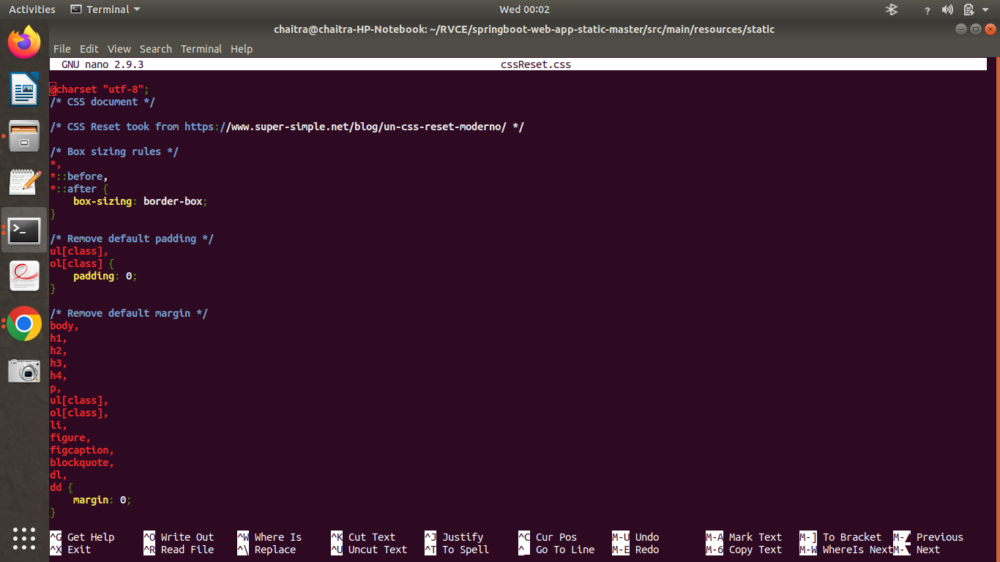 Activities Terminal Wed 00:02 ?
chaitra@chaitra-HP-Notebook: ~/RVCE/springboot-web-app-static-master/src/main/resources/static
File Edit View Search Terminal Help
GNU nano 2.9.3 cssReset.css
@charset "utf-8";
/* CSS document */
/* CSS Reset took from https://www.super-simple.net/blog/un-css-reset-moderno/ */
/* Box sizing rules */
*,
*::before,
*::after {
    box-sizing: border-box;
}
/* Remove default padding */
ul[class],
ol[class] {
    padding: 0;
}
/* Remove default margin */
body,
h1,
h2,
h3,
h4,
p,
ul[class],
ol[class],
li,
figure,
figcaption,
blockquote,
dl,
dd {
    margin: 0;
}
^G Get Help ^O Write Out ^W Where Is ^K Cut Text ^J Justify ^C Cur Pos M-U Undo M-A Mark Text M-] To Bracket M-▲ Previous
^X Exit ^R Read File ^\ Replace ^U Uncut Text ^T To Spell ^_ Go To Line M-E Redo M-6 Copy Text M-W WhereIs Next M-▼ Next